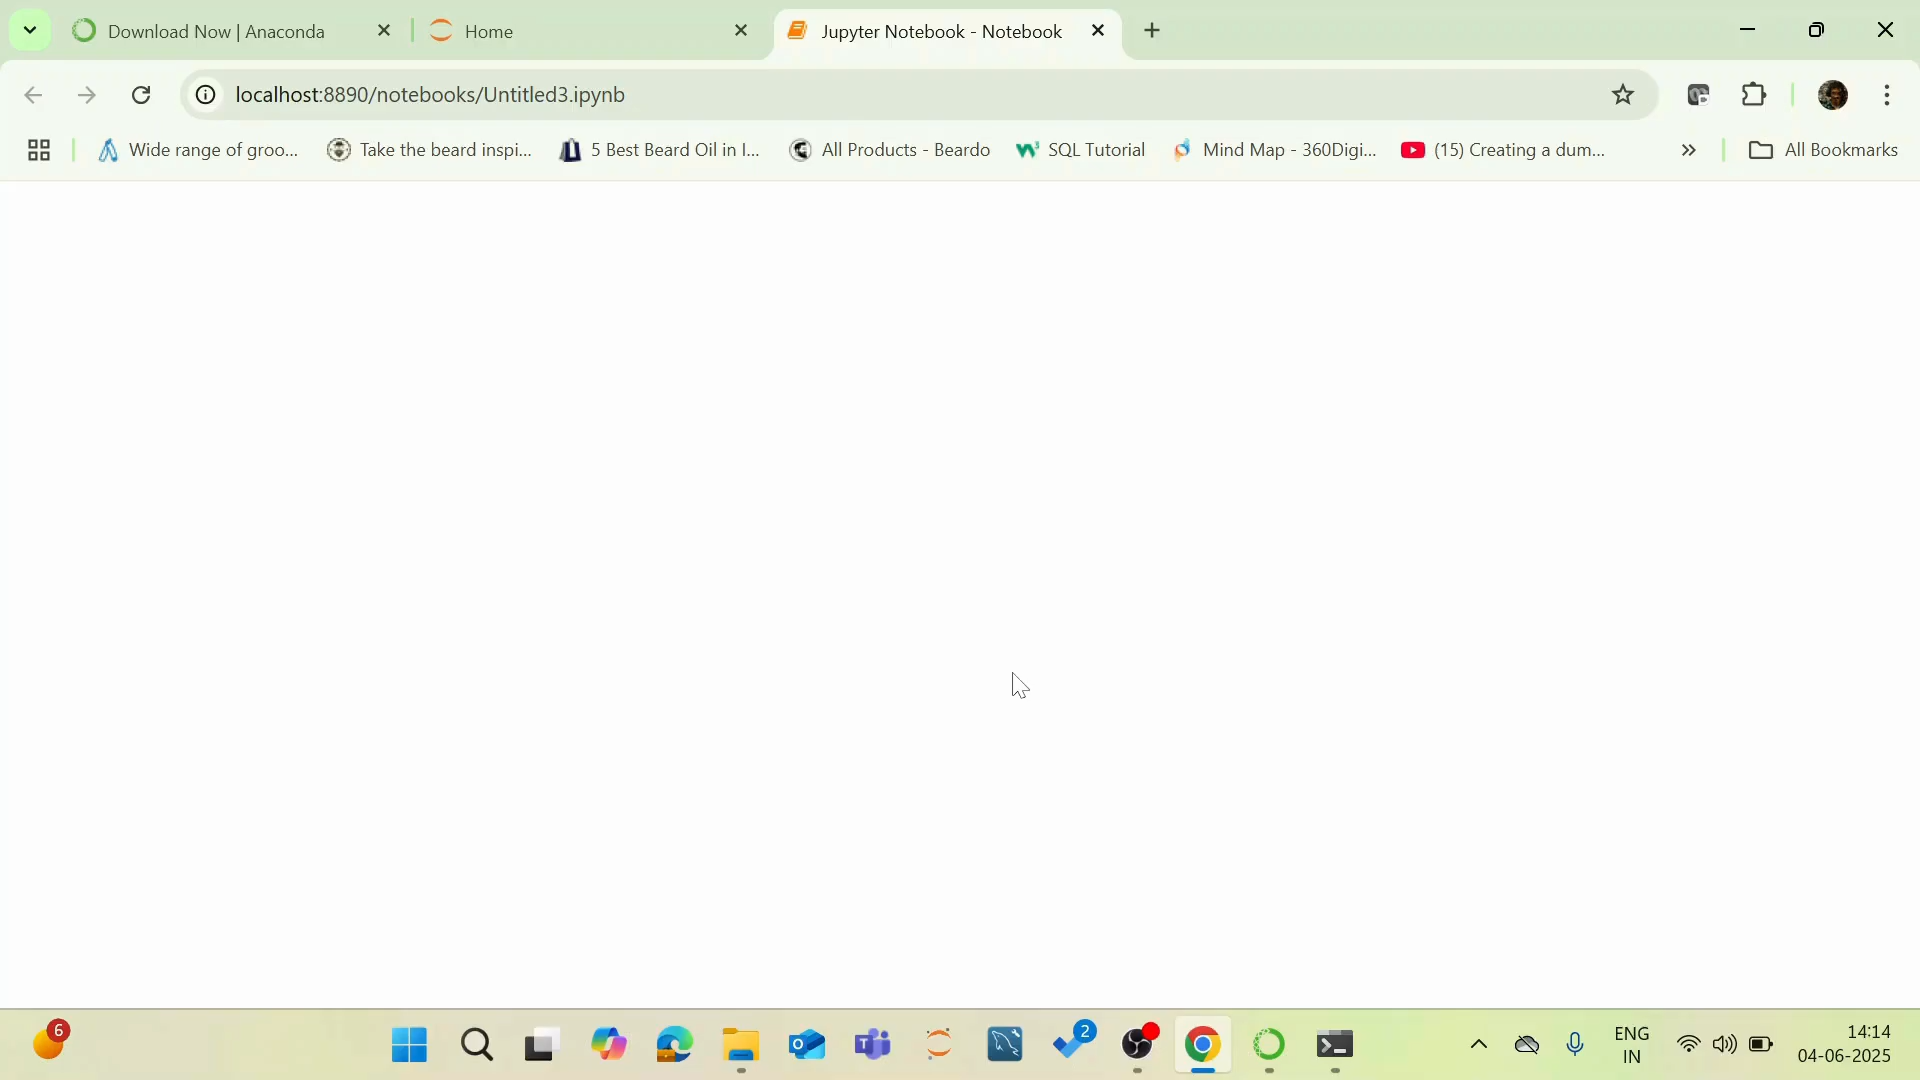 Download Now | Anaconda
Home
Jupyter Notebook - Notebook
localhost:8890/notebooks/Untitled3.ipynb
Wide range of groo...
Take the beard inspi...
5 Best Beard Oil in I...
All Products - Beardo
SQL Tutorial
Mind Map - 360Digi...
(15) Creating a dum...
All Bookmarks
6
2
ENG
IN
14:14
04-06-2025